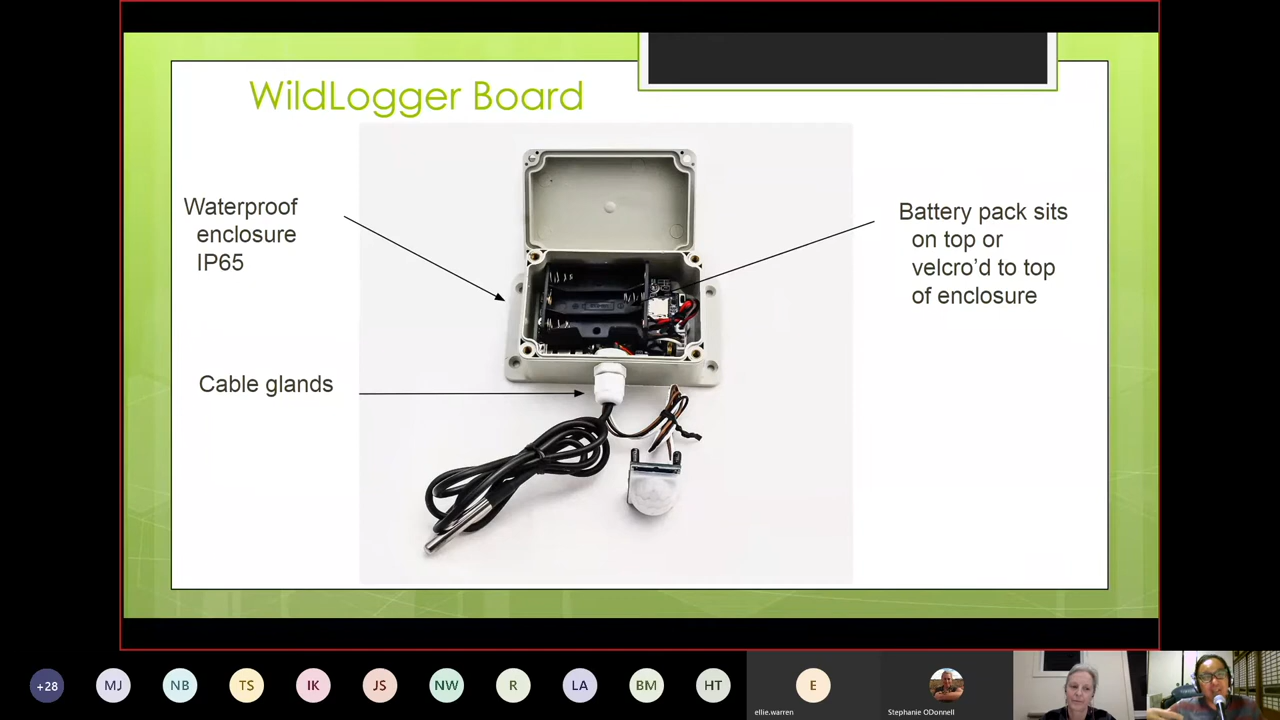 WildLogger Board
Waterproof
enclosure
IP65
Cable glands
Battery pack sits
on top or
velcro’d to top
of enclosure
+28
MJ
NB
TS
IK
JS
NW
R
LA
BM
HT
E
ellie.warren
Stephanie ODonnell